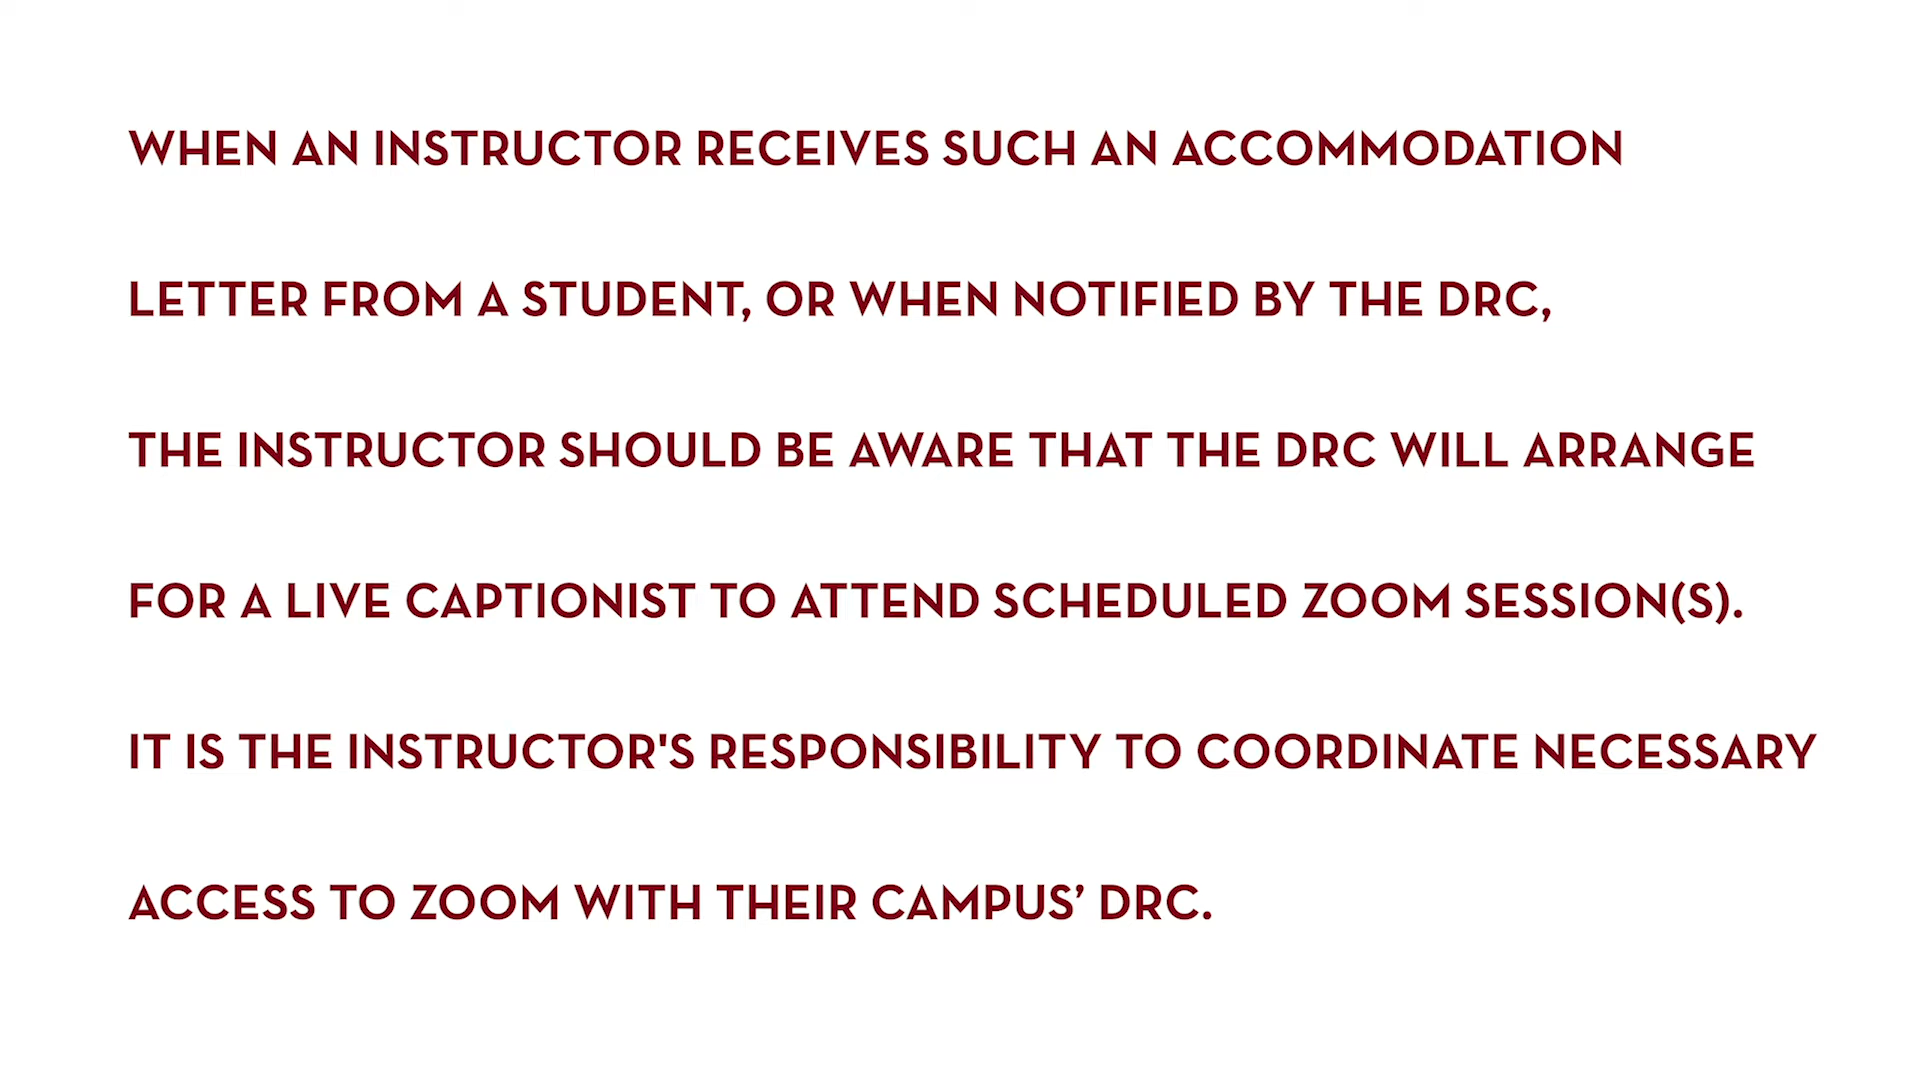 WHEN AN INSTRUCTOR RECEIVES SUCH AN ACCOMMODATION
LETTER FROM A STUDENT, OR WHEN NOTIFIED BY THE DRC,
THE INSTRUCTOR SHOULD BE AWARE THAT THE DRC WILL ARRANGE
FOR A LIVE CAPTIONIST TO ATTEND SCHEDULED ZOOM SESSION(S).
IT IS THE INSTRUCTOR'S RESPONSIBILITY TO COORDINATE NECESSARY
ACCESS TO ZOOM WITH THEIR CAMPUS’ DRC.